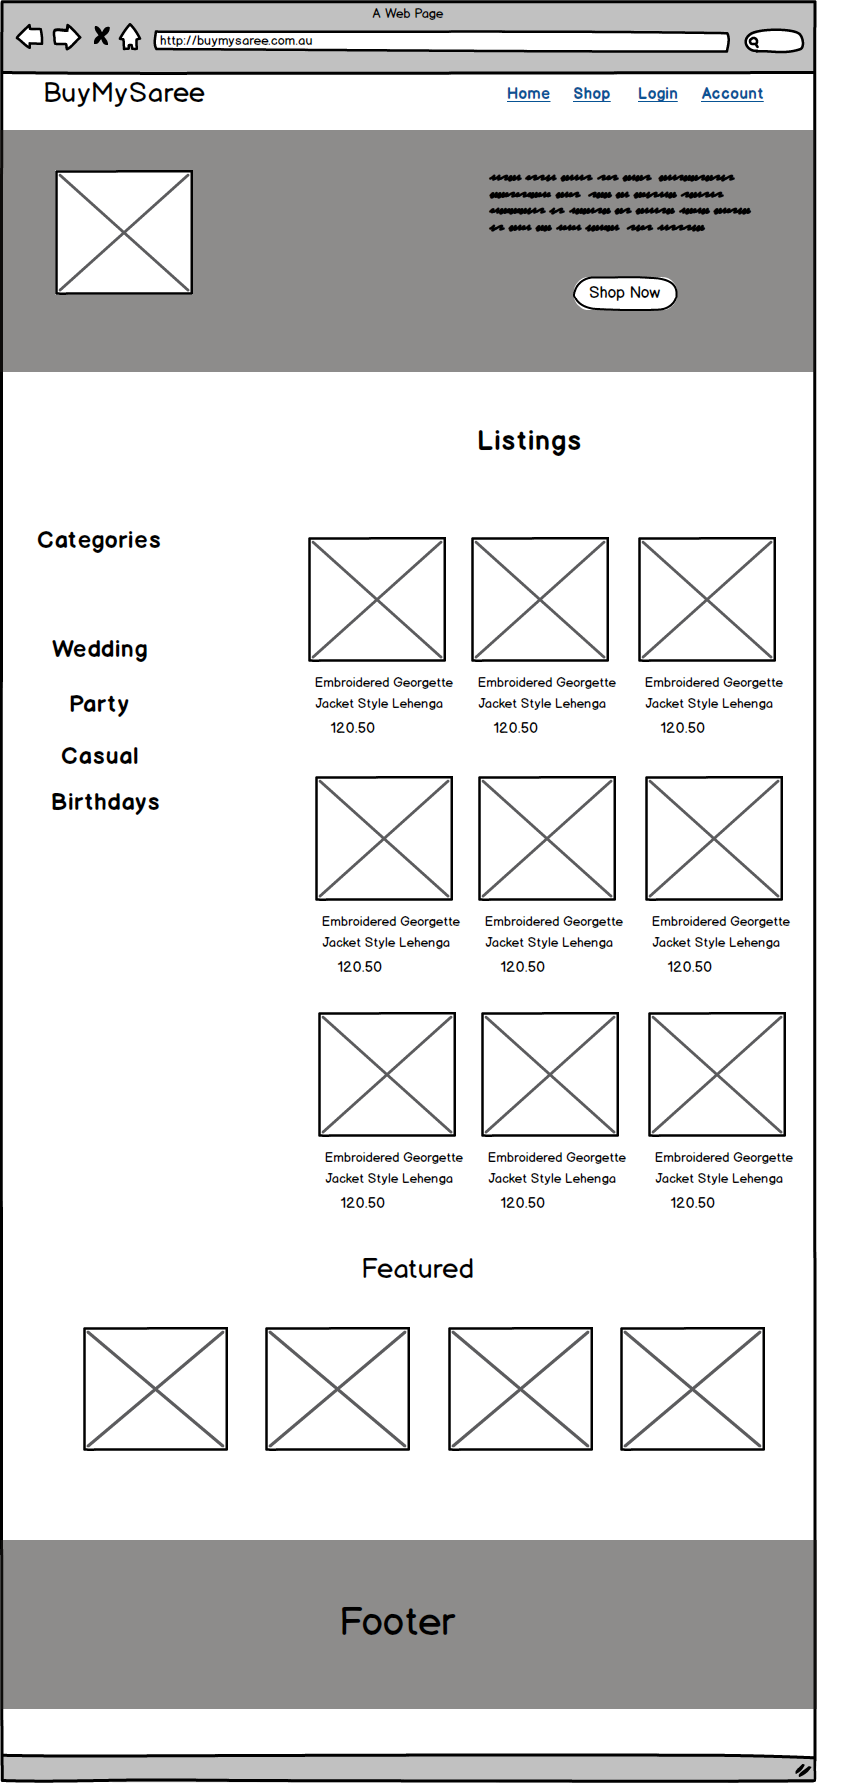 A Web Page
http://buymysaree.com.au
BuyMySaree
Home Shop Login Account
Shop Now
Listings
Categories
Wedding
Party
Casual
Birthdays
Embroidered Georgette
Jacket Style Lehenga
120.50
Embroidered Georgette
Jacket Style Lehenga
120.50
Embroidered Georgette
Jacket Style Lehenga
120.50
Embroidered Georgette
Jacket Style Lehenga
120.50
Embroidered Georgette
Jacket Style Lehenga
120.50
Embroidered Georgette
Jacket Style Lehenga
120.50
Embroidered Georgette
Jacket Style Lehenga
120.50
Embroidered Georgette
Jacket Style Lehenga
120.50
Embroidered Georgette
Jacket Style Lehenga
120.50
Featured
Footer